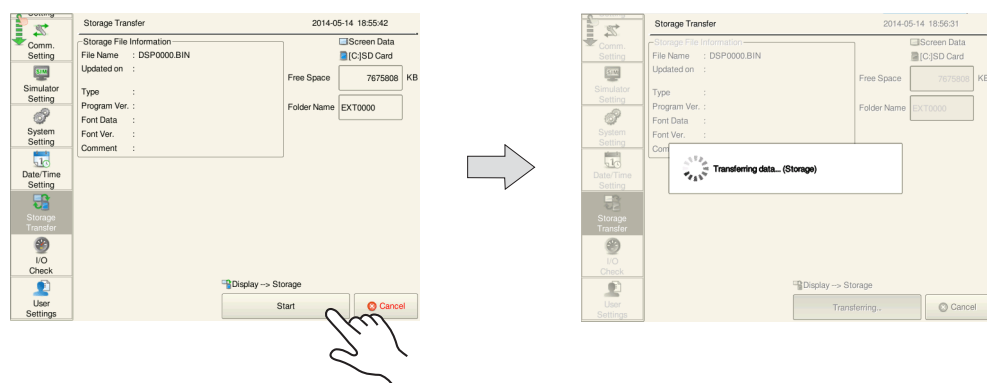 Setting
Storage Transfer 2014-05-14 18:55:42
Comm.
Setting
Simulator
Setting
System
Setting
Date/Time
Setting
Storage
Transfer
I/O
Check
User
Settings
Storage File Information
File Name : DSP0000.BIN
Updated on :
Type :
Program Ver. :
Font Data :
Font Ver. :
Comment :
Screen Data
[C:]SD Card
Free Space 7675808 KB
Folder Name EXT0000
Display --> Storage
Start Cancel
Storage Transfer 2014-05-14 18:56:31
Comm.
Setting
Simulator
Setting
System
Setting
Date/Time
Setting
Storage
Transfer
I/O
Check
User
Settings
Storage File Information
File Name : DSP0000.BIN
Updated on :
Type :
Program Ver. :
Font Data :
Font Ver. :
Com
Screen Data
[C:]SD Card
Free Space 7675808 KB
Folder Name EXT0000
Transferring data... (Storage)
Display --> Storage
Transferring... Cancel